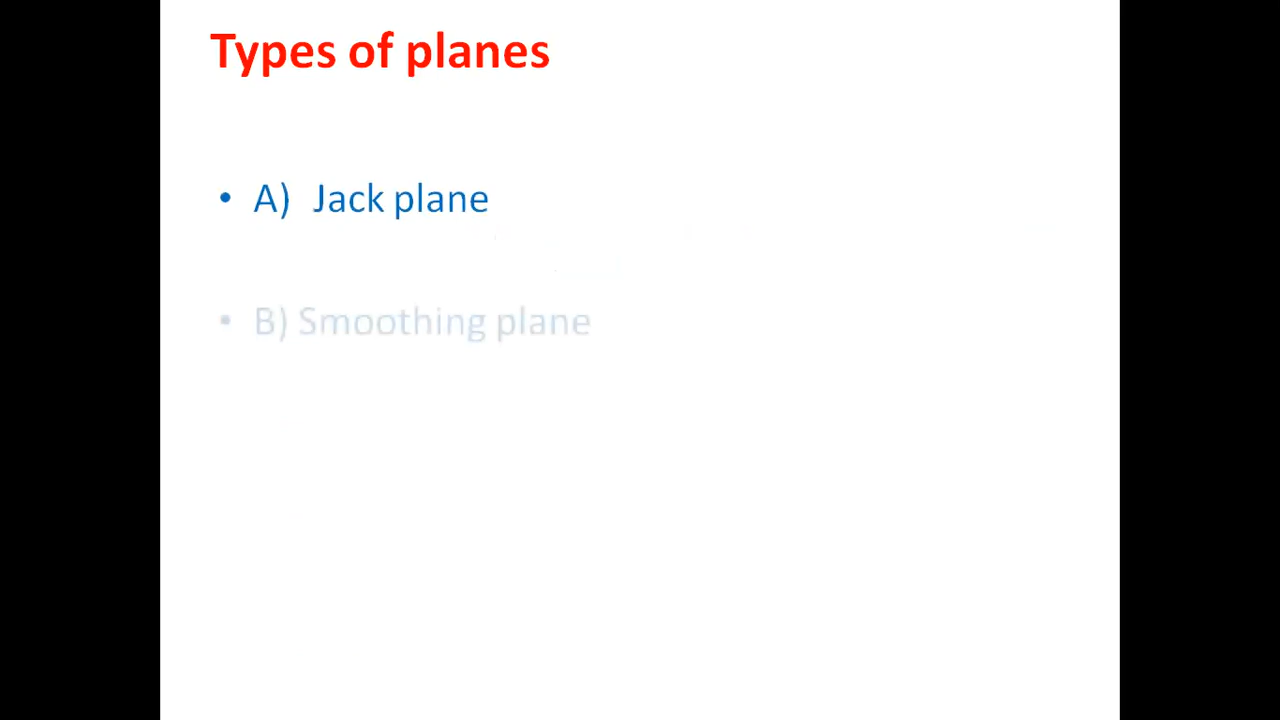 Types of planes
• A) Jack plane
• B) Smoothing plane